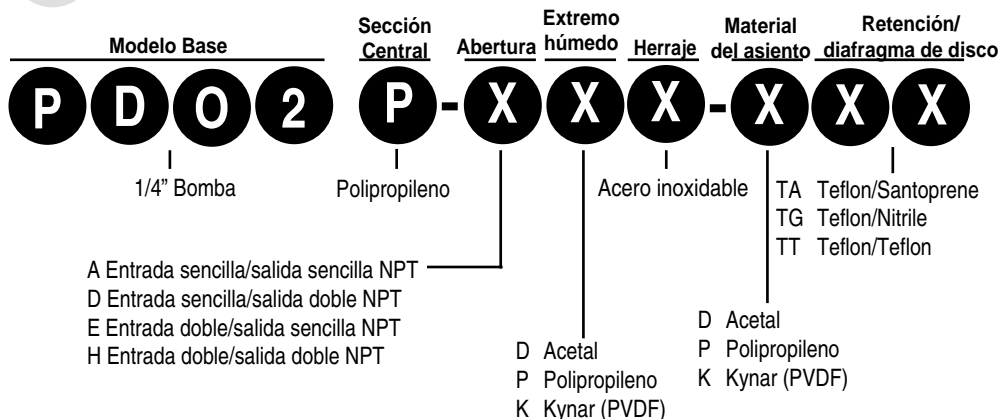 Modelo Base
Sección Central
Abertura
Extremo húmedo
Herraje
Material del asiento
Retención/ diafragma de disco
P D O 2 P - X X X - X X X
1/4” Bomba
Polipropileno
Acero inoxidable
TA Teflon/Santoprene
TG Teflon/Nitrile
TT Teflon/Teflon
A Entrada sencilla/salida sencilla NPT
D Entrada sencilla/salida doble NPT
E Entrada doble/salida sencilla NPT
H Entrada doble/salida doble NPT
D Acetal
P Polipropileno
K Kynar (PVDF)
D Acetal
P Polipropileno
K Kynar (PVDF)